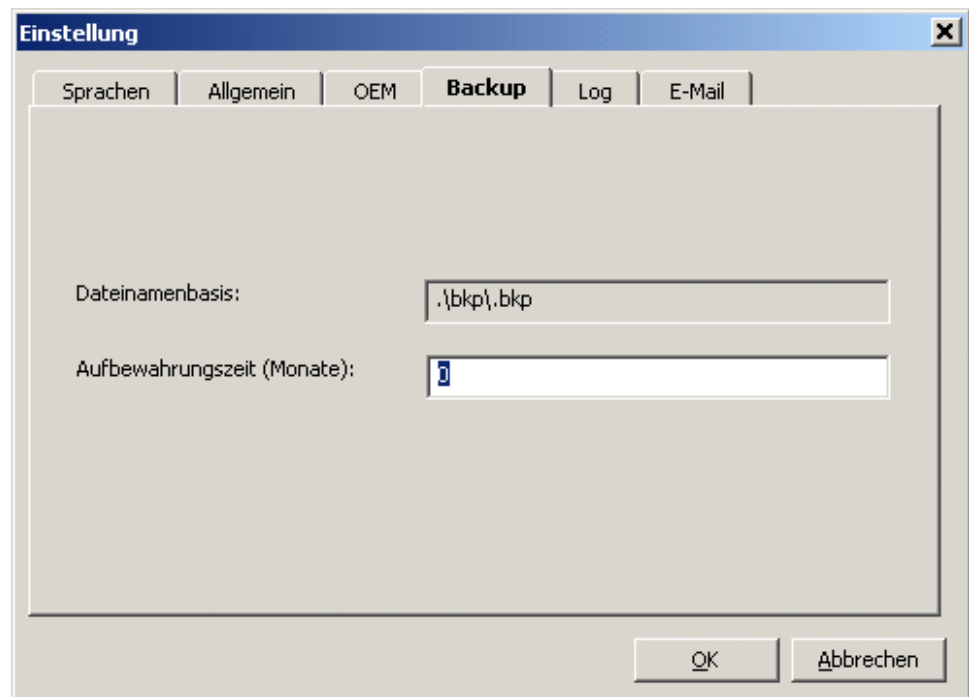 Einstellung
Sprachen Allgemein OEM Backup Log E-Mail
Dateinamenbasis: .\bkp\.bkp
Aufbewahrungszeit (Monate): 0
OK Abbrechen